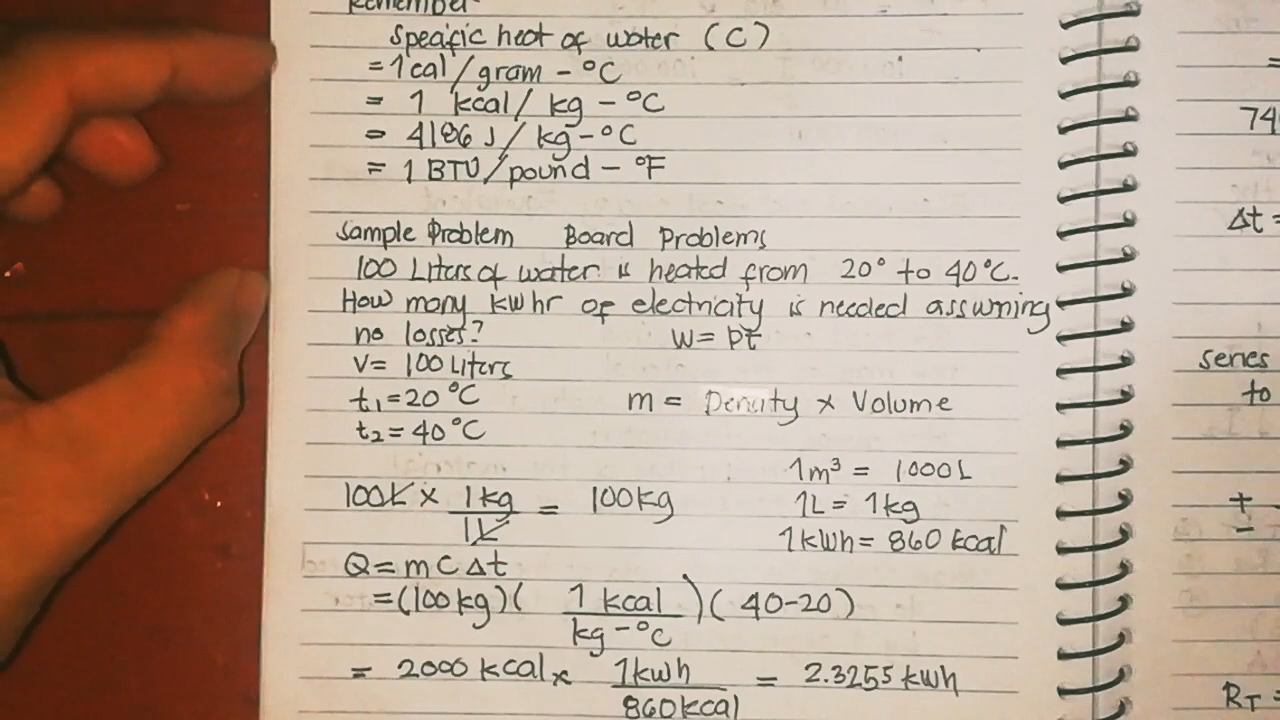 Remember
Specific heat of water (C)
= 1 cal/gram - °C
= 1 kcal/kg - °C
= 4186 J/kg - °C
= 1 BTU/pound - °F
Sample Problem Board Problems
100 Liters of water is heated from 20° to 40°C.
How many kwhr of electricity is needed assuming
no losses? W = Pt
V = 100 Liters
t₁ = 20°C m = Density x Volume
t₂ = 40°C
1m³ = 1000L
100L x 1kg/1L = 100kg 1L = 1kg
1kWh = 860 kcal
Q = mCΔt
= (100kg)(1 kcal/kg-°C)(40-20)
= 2000 kcal x 1kwh/860kcal = 2.3255 kwh
=
74
Δt =
series
to
+
-
R_T =